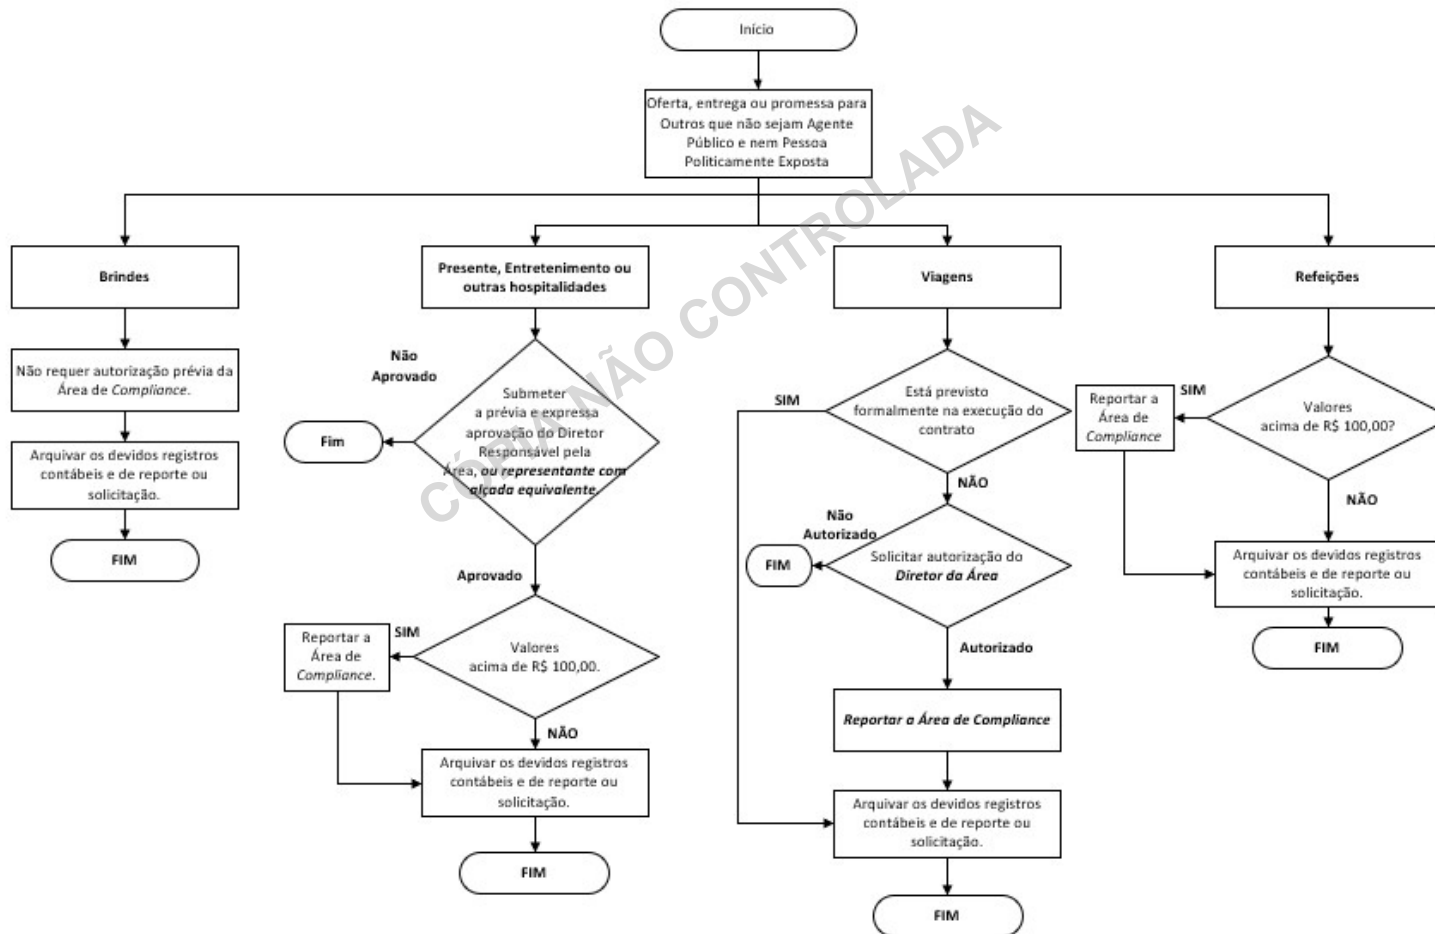 Início
Oferta, entrega ou promessa para
Outros que não sejam Agente
Público e nem Pessoa
Politicamente Exposta
Brindes
Não requer autorização prévia da
Área de Compliance.
Arquivar os devidos registros
contábeis e de reporte ou
solicitação.
FIM
Presente, Entretenimento ou
outras hospitalidades
Não
Aprovado
Submeter
a prévia e expressa
aprovação do Diretor
Responsável pela
Área, ou representante com
alçada equivalente.
Fim
Aprovado
Valores
acima de R$ 100,00.
SIM
Reportar a
Área de
Compliance.
NÃO
Arquivar os devidos registros
contábeis e de reporte ou
solicitação.
FIM
Viagens
Está previsto
formalmente na execução do
contrato
SIM
NÃO
Não
Autorizado
Solicitar autorização do
Diretor da Área
FIM
Autorizado
Reportar a Área de Compliance
Arquivar os devidos registros
contábeis e de reporte ou
solicitação.
FIM
Refeições
Valores
acima de R$ 100,00?
SIM
Reportar a
Área de
Compliance
NÃO
Arquivar os devidos registros
contábeis e de reporte ou
solicitação.
FIM
CÓPIA NÃO CONTROLADA